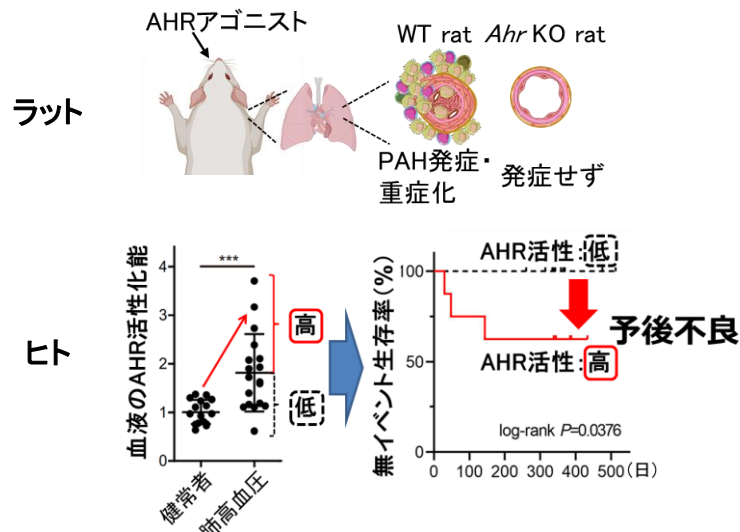 AHRアゴニスト
WT rat Ahr KO rat
ラット
PAH発症・
重症化
発症せず
ヒト
血液のAHR活性化能
4
3
2
1
0
***
高
低
健常者
肺高血圧
無イベント生存率(%)
100
50
0
AHR活性:低
予後不良
AHR活性:高
log-rank P=0.0376
0 100 200 300 400 500(日)